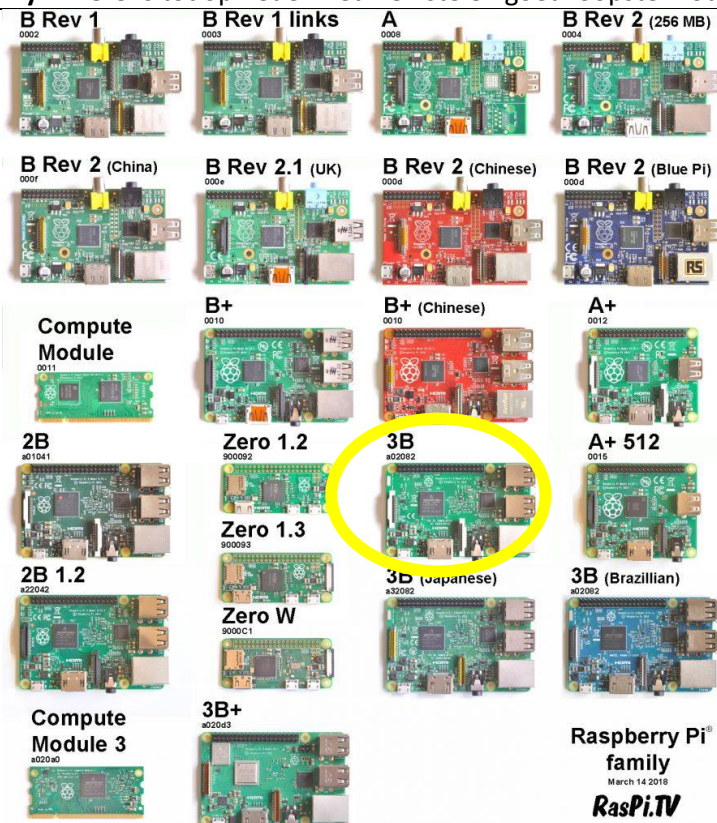 B Rev 1
0002
B Rev 1 links
0003
A
0008
B Rev 2 (256 MB)
0004
B Rev 2 (China)
000f
B Rev 2.1 (UK)
000e
B Rev 2 (Chinese)
000d
B Rev 2 (Blue Pi)
000d
RS
Compute
Module
0011
B+
0010
B+ (Chinese)
0010
A+
0012
2B
a01041
Zero 1.2
900092
3B
a02082
A+ 512
0015
Zero 1.3
900093
2B 1.2
a22042
Zero W
9000C1
3B (Japanese)
a32082
3B (Brazillian)
a02082
Compute
Module 3
a020a0
3B+
a020d3
Raspberry Pi®
family
March 14 2018
RasPi.TV